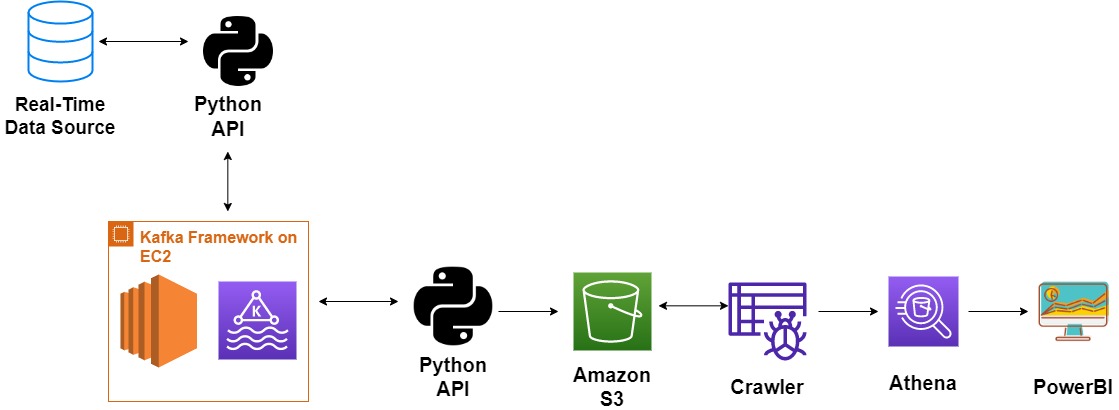 Real-Time
Data Source
Python
API
Kafka Framework on
EC2
K
Python
API
Amazon
S3
Crawler
Athena
PowerBI